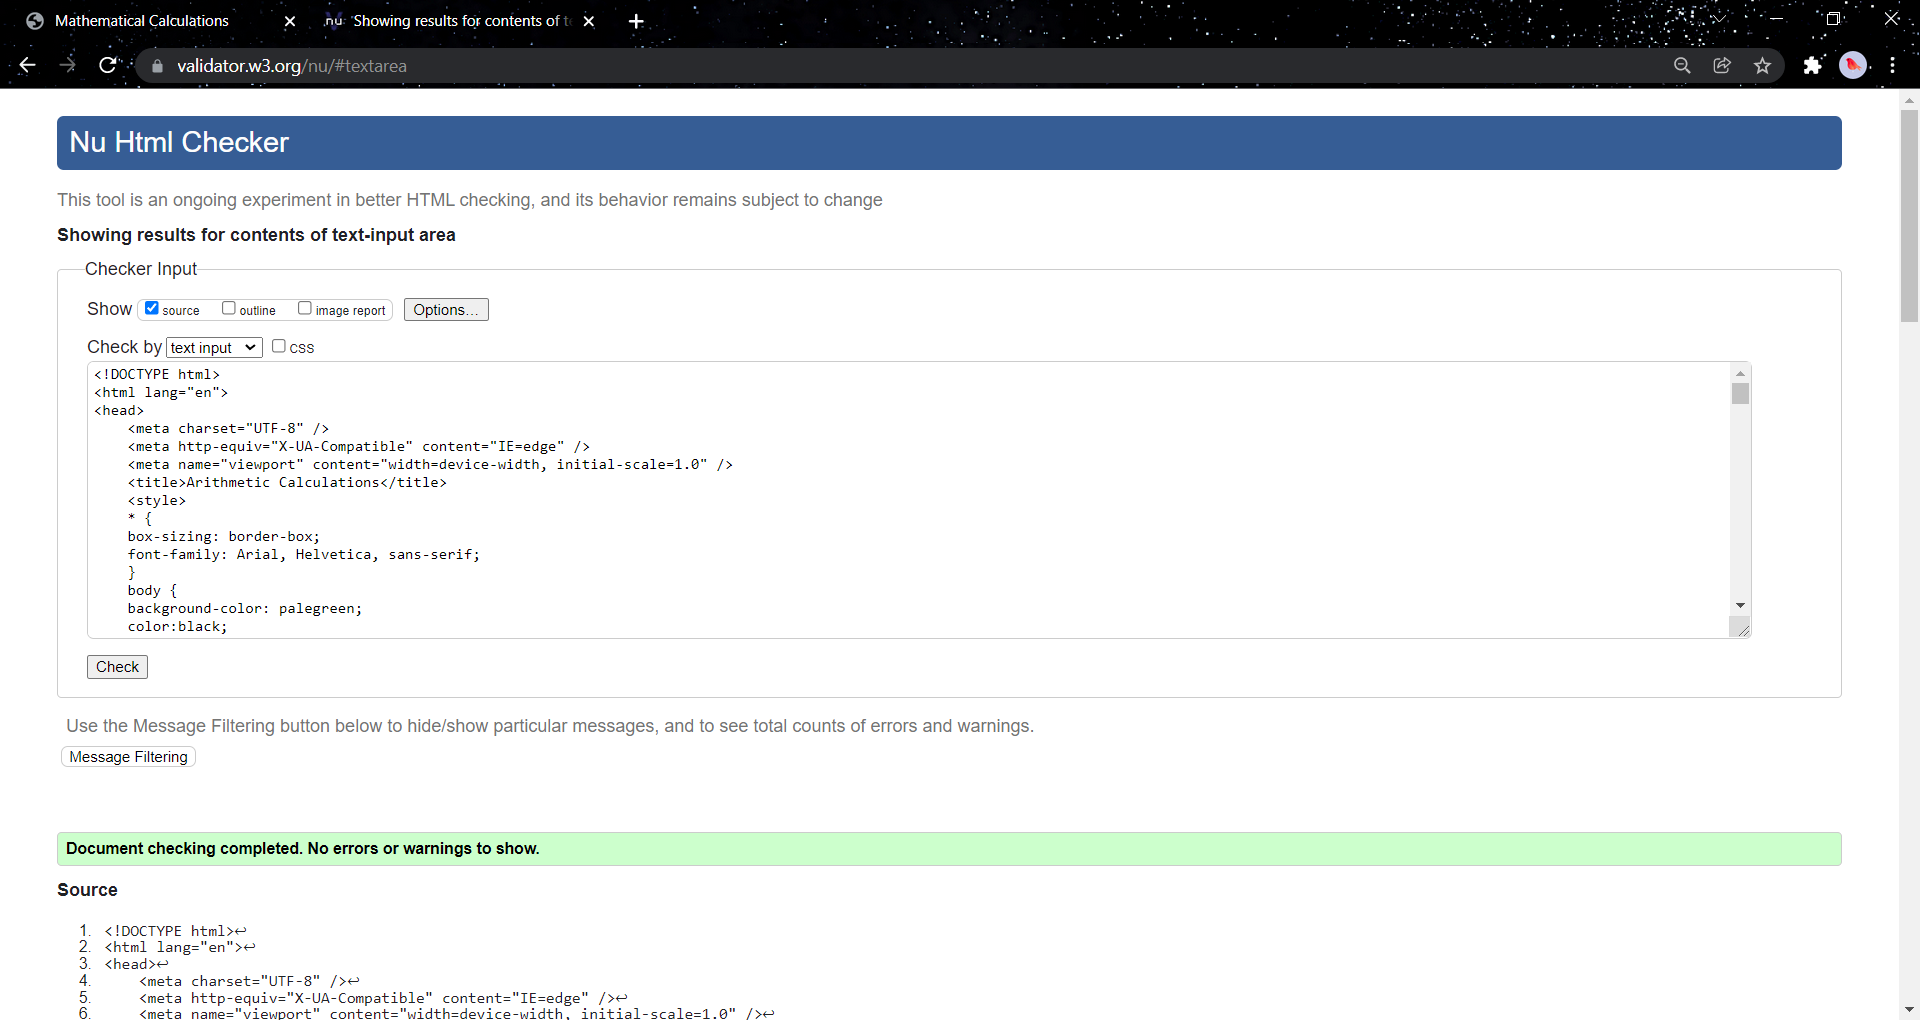 Mathematical Calculations
nu Showing results for contents of te
validator.w3.org/nu/#textarea
Nu Html Checker
This tool is an ongoing experiment in better HTML checking, and its behavior remains subject to change
Showing results for contents of text-input area
Checker Input
Show source outline image report Options...
Check by text input css
<!DOCTYPE html>
<html lang="en">
<head>
    <meta charset="UTF-8" />
    <meta http-equiv="X-UA-Compatible" content="IE=edge" />
    <meta name="viewport" content="width=device-width, initial-scale=1.0" />
    <title>Arithmetic Calculations</title>
    <style>
    * {
    box-sizing: border-box;
    font-family: Arial, Helvetica, sans-serif;
    }
    body {
    background-color: palegreen;
    color:black;
Check
Use the Message Filtering button below to hide/show particular messages, and to see total counts of errors and warnings.
Message Filtering
Document checking completed. No errors or warnings to show.
Source
1. <!DOCTYPE html>↩
2. <html lang="en">↩
3. <head>↩
4.     <meta charset="UTF-8" />↩
5.     <meta http-equiv="X-UA-Compatible" content="IE=edge" />↩
6.     <meta name="viewport" content="width=device-width, initial-scale=1.0" />↩